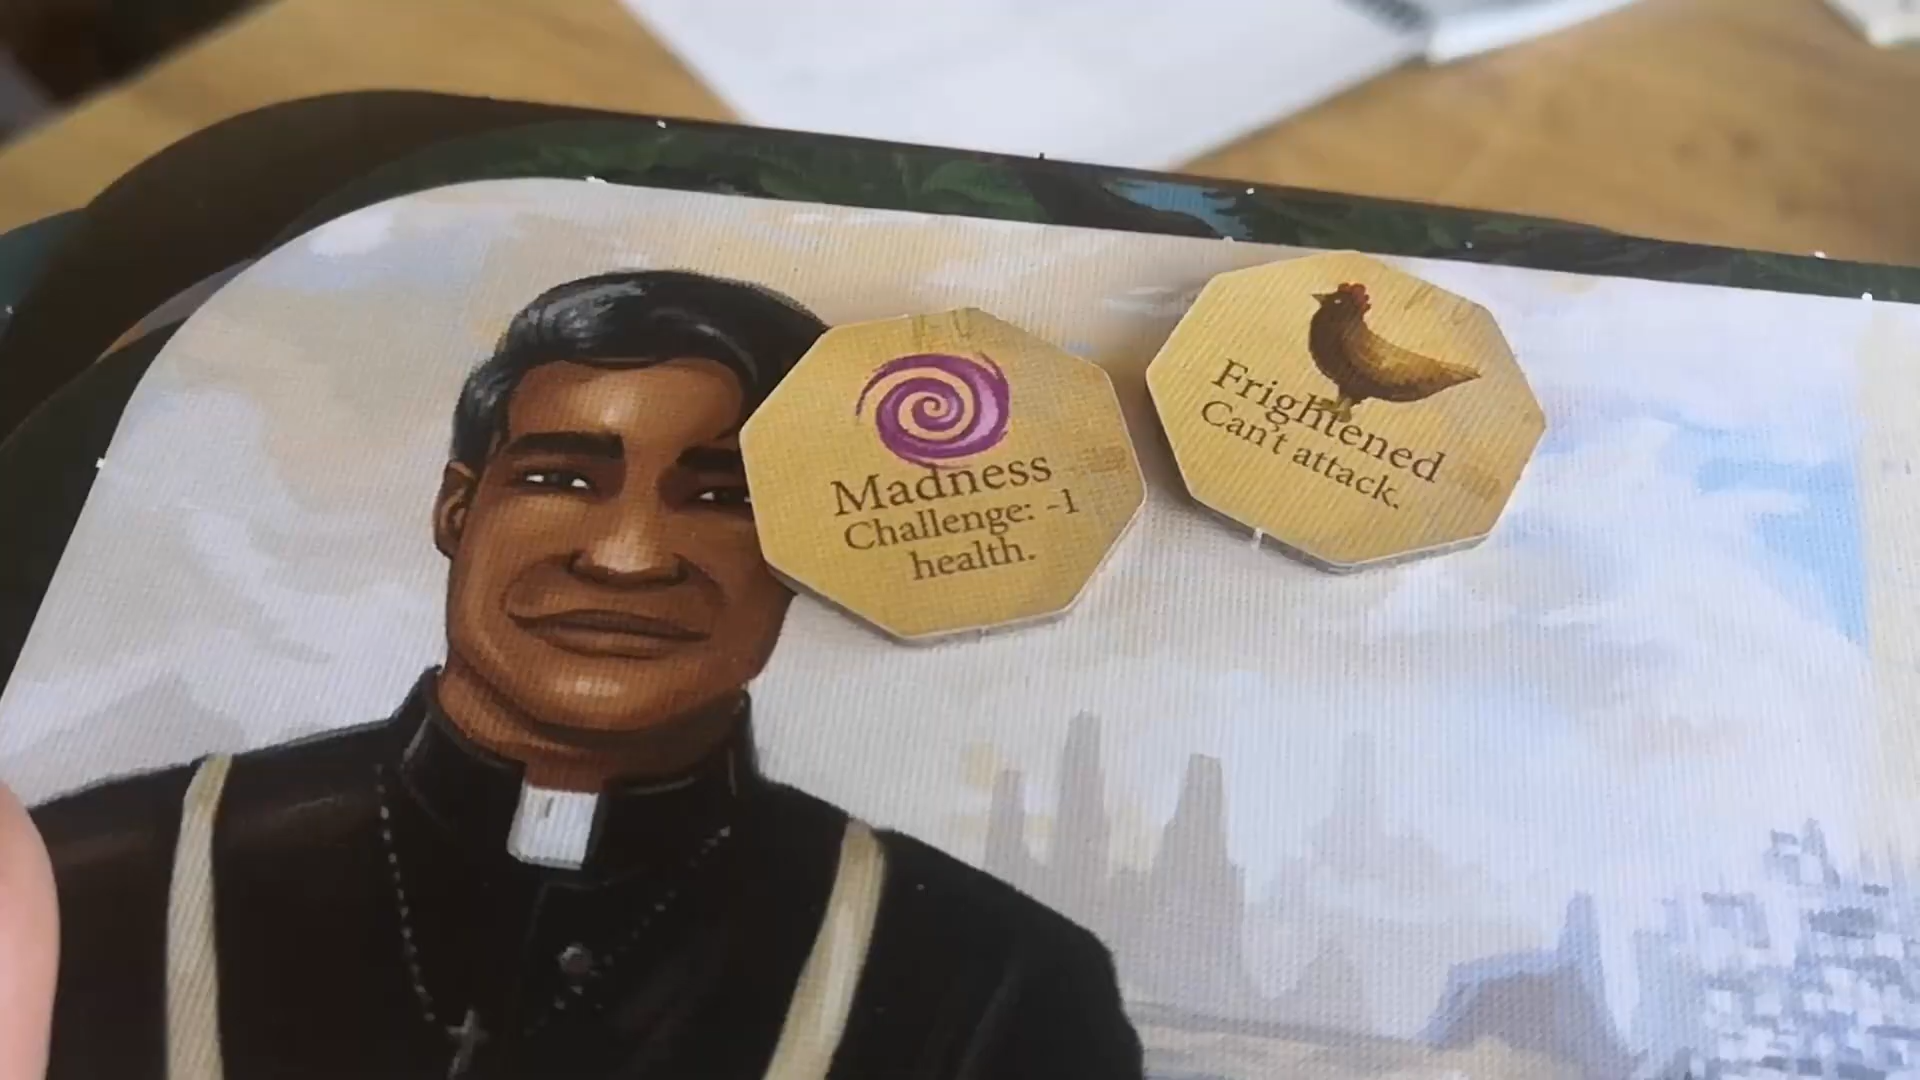 Madness
Challenge: -1
health.
Frightened
Can't attack.